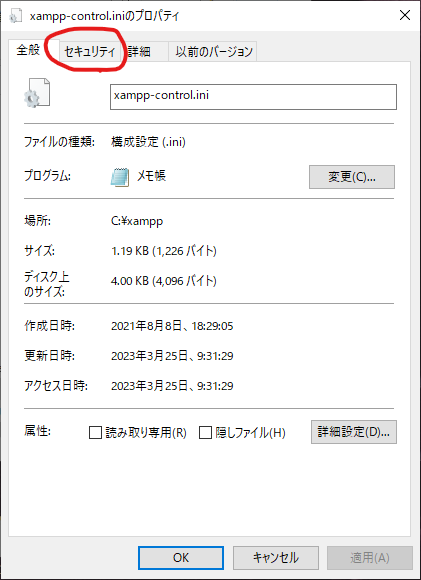 xampp-control.iniのプロパティ
全般 セキュリティ 詳細 以前のバージョン
xampp-control.ini
ファイルの種類: 構成設定 (.ini)
プログラム: メモ帳 変更(C)...
場所: C:¥xampp
サイズ: 1.19 KB (1,226 バイト)
ディスク上
のサイズ: 4.00 KB (4,096 バイト)
作成日時: 2021年8月8日、18:29:05
更新日時: 2023年3月25日、9:31:29
アクセス日時: 2023年3月25日、9:31:29
属性: 読み取り専用(R) 隠しファイル(H) 詳細設定(D)...
OK キャンセル 適用(A)